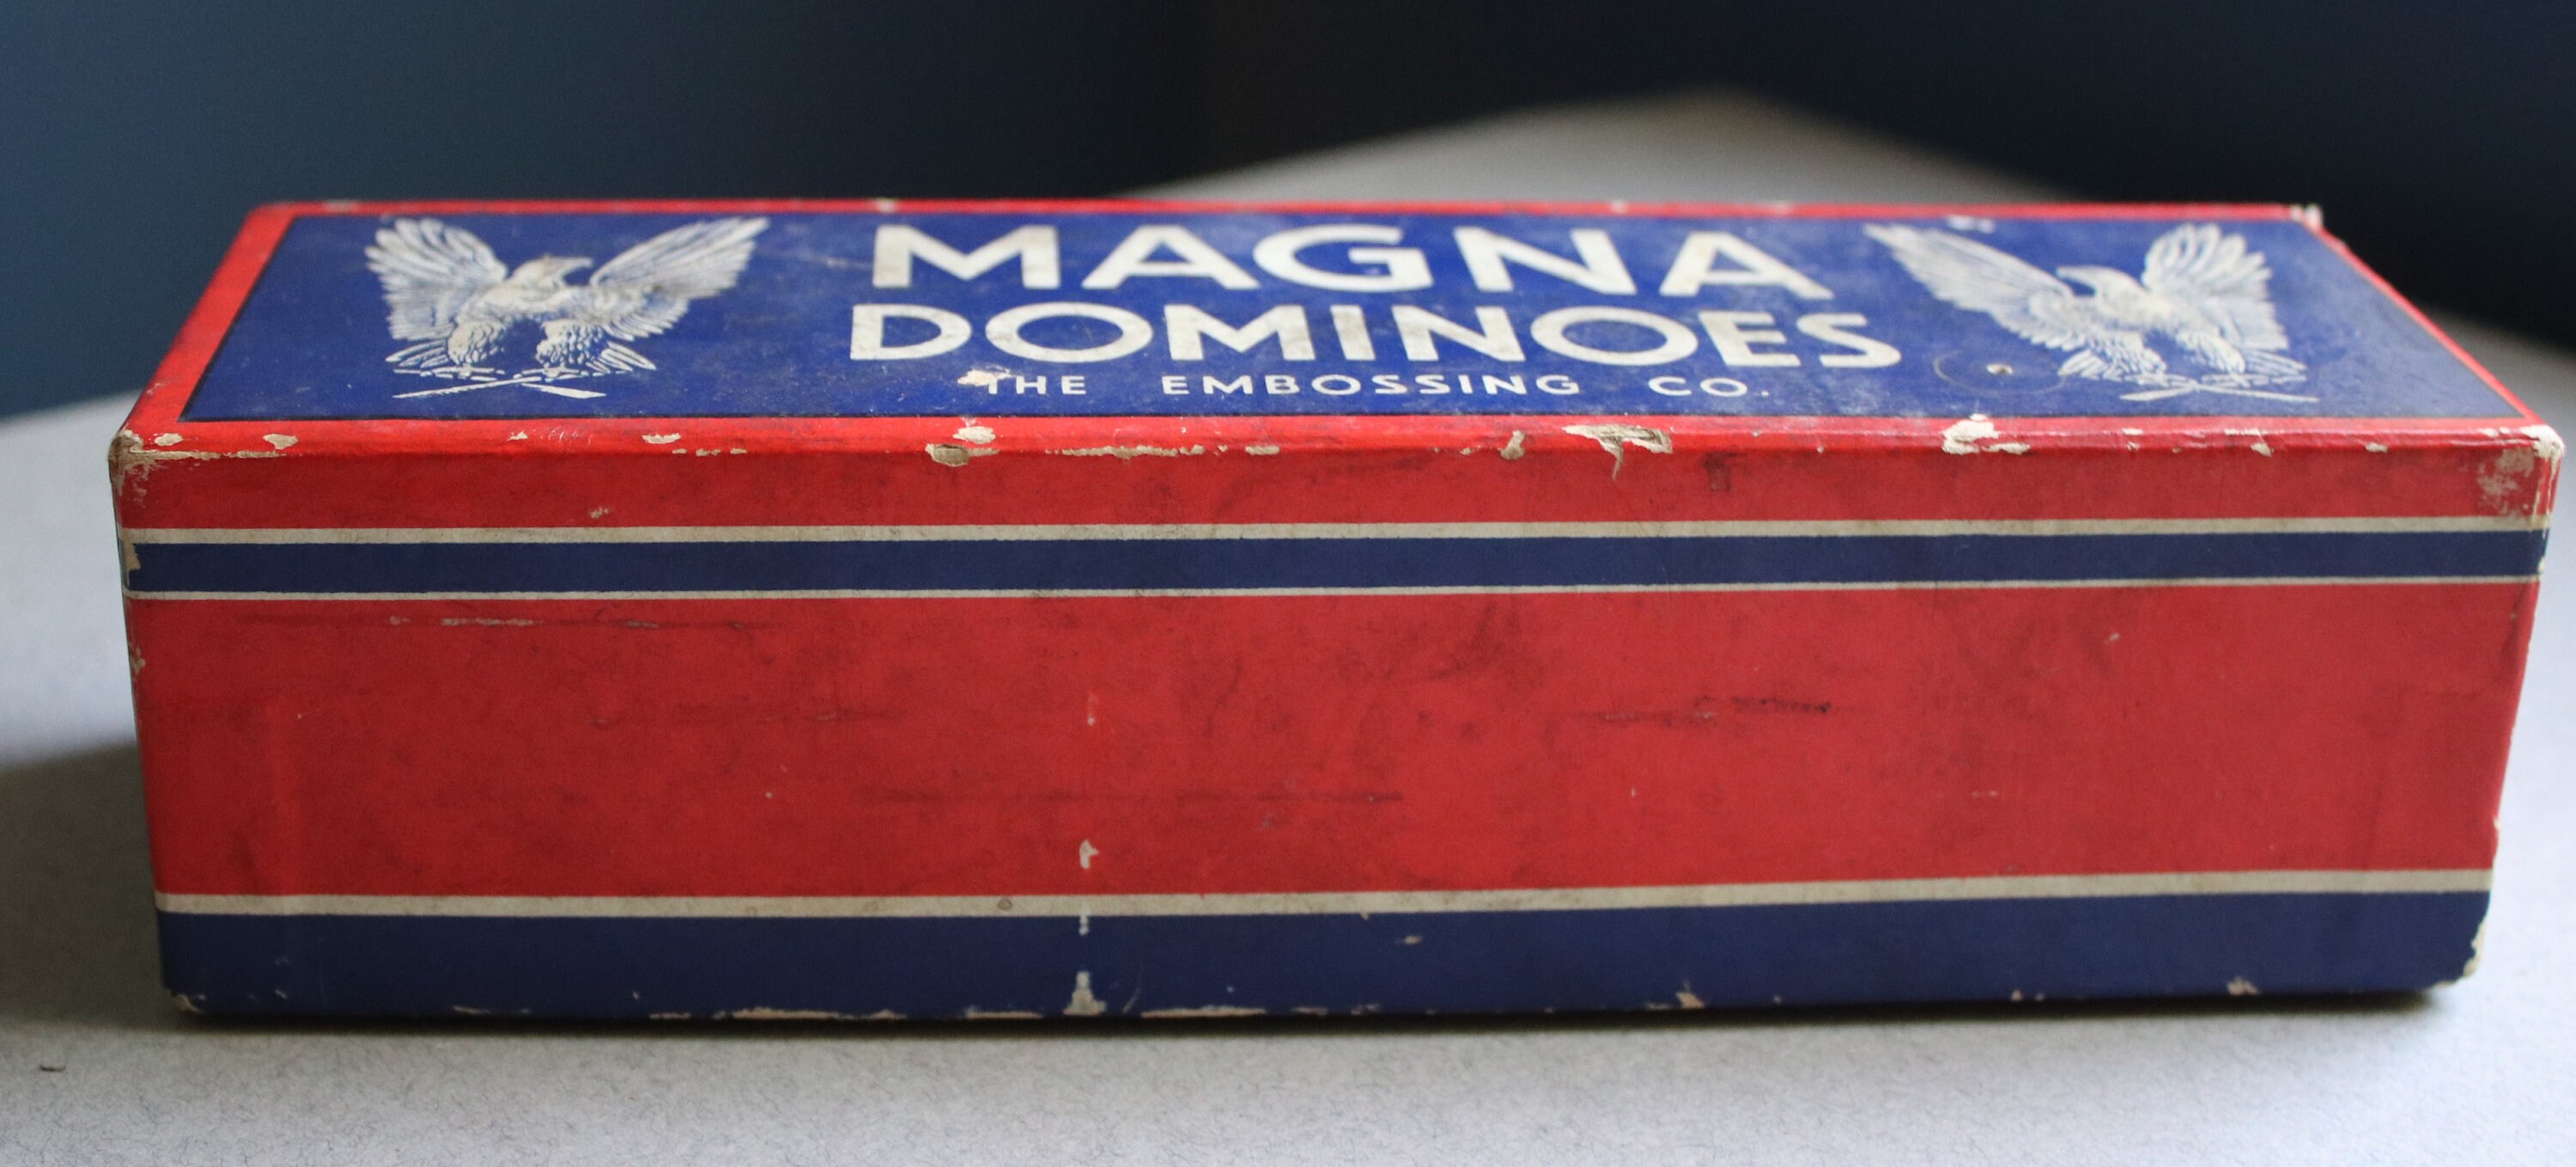 MAGNA
DOMINOES
THE EMBOSSING CO.